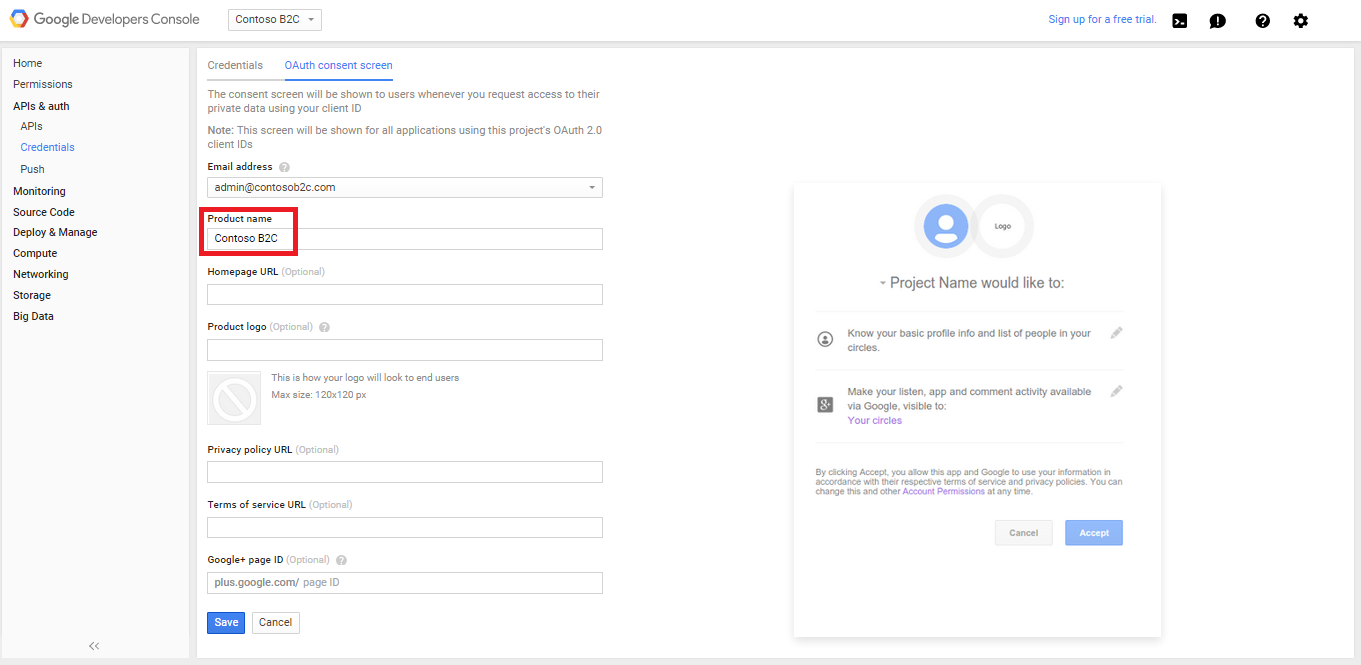 Google Developers Console
Contoso B2C
Sign up for a free trial.
Home
Permissions
APIs & auth
APIs
Credentials
Push
Monitoring
Source Code
Deploy & Manage
Compute
Networking
Storage
Big Data
Credentials
OAuth consent screen
The consent screen will be shown to users whenever you request access to their
private data using your client ID
Note: This screen will be shown for all applications using this project's OAuth 2.0
client IDs
Email address
admin@contosob2c.com
Product name
Contoso B2C
Homepage URL (Optional)
Product logo (Optional)
This is how your logo will look to end users
Max size: 120x120 px
Privacy policy URL (Optional)
Terms of service URL (Optional)
Google+ page ID (Optional)
plus.google.com/ page ID
Save
Cancel
Logo
Project Name would like to:
Know your basic profile info and list of people in your
circles.
Make your listen, app and comment activity available
via Google, visible to:
Your circles
By clicking Accept, you allow this app and Google to use your information in
accordance with their respective terms of service and privacy policies. You can
change this and other Account Permissions at any time.
Cancel
Accept